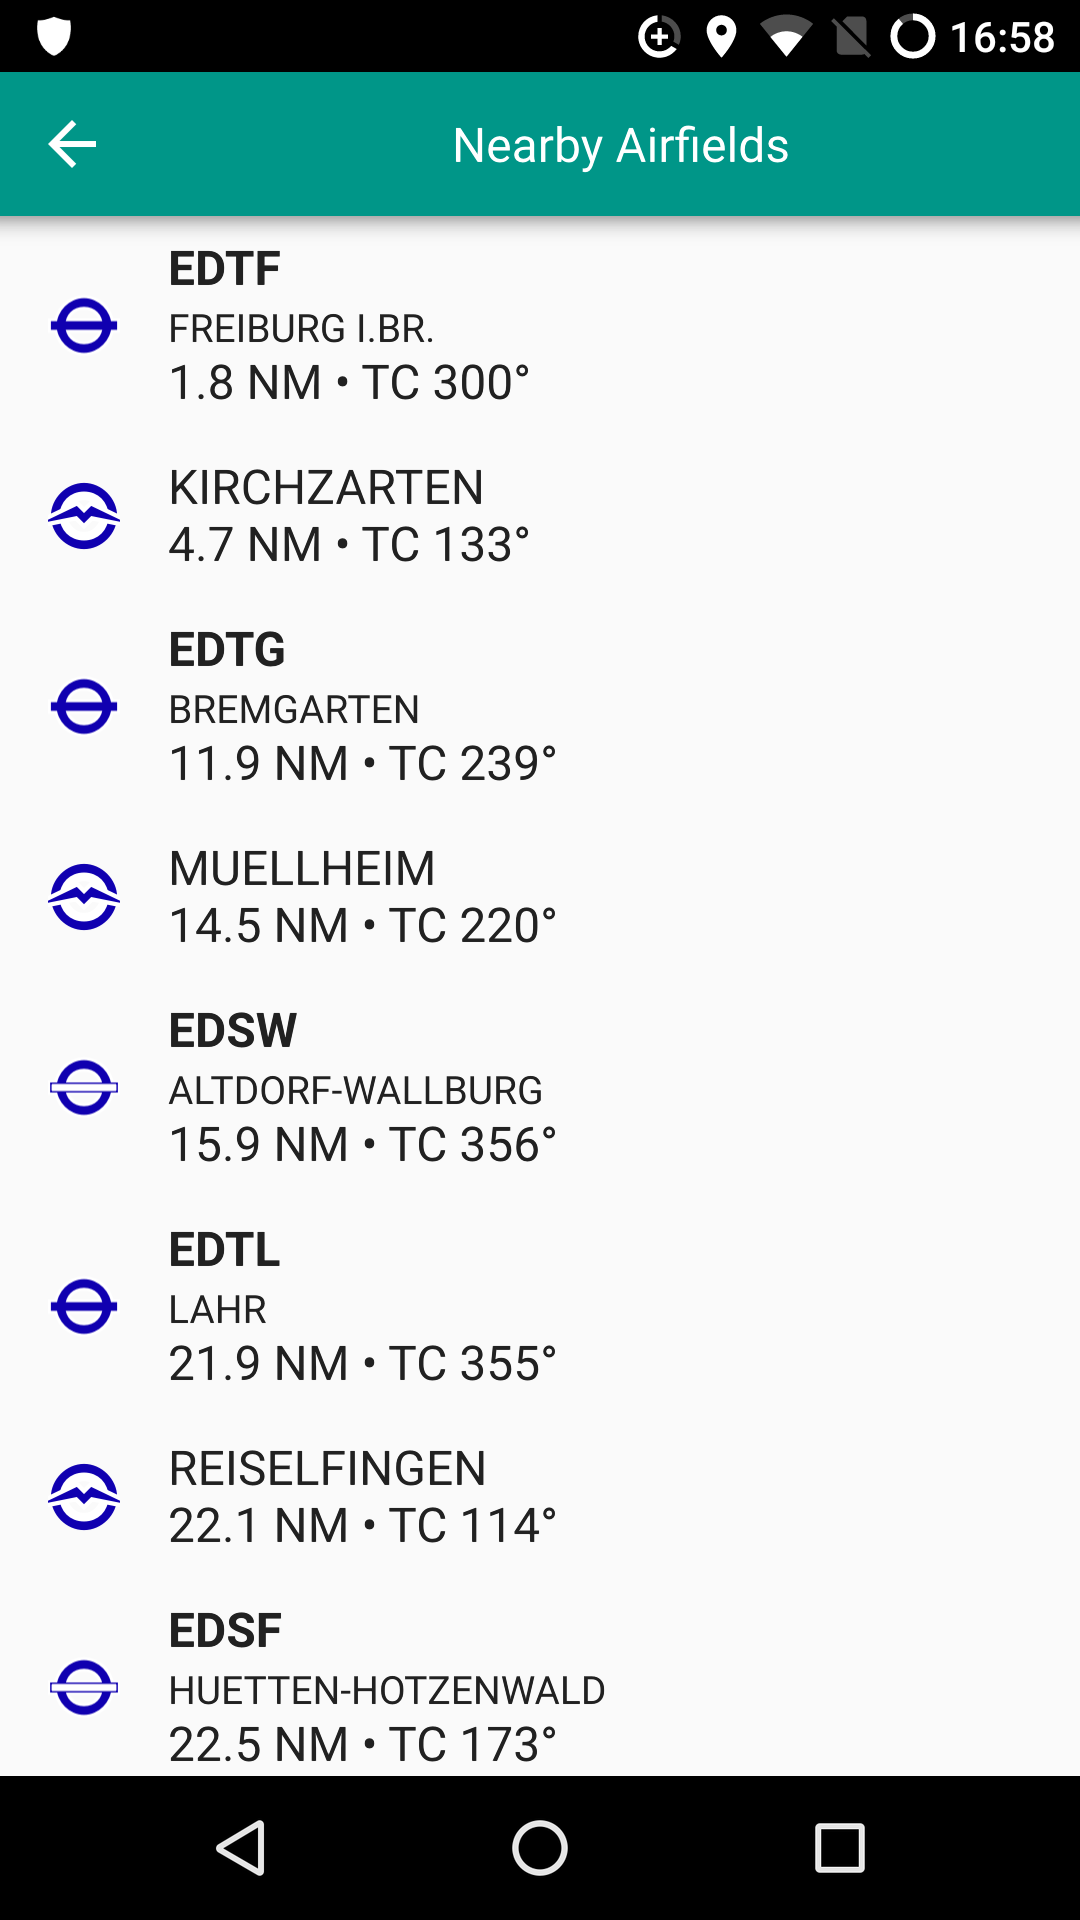 16:58
Nearby Airfields
EDTF
FREIBURG I.BR.
1.8 NM • TC 300°
KIRCHZARTEN
4.7 NM • TC 133°
EDTG
BREMGARTEN
11.9 NM • TC 239°
MUELLHEIM
14.5 NM • TC 220°
EDSW
ALTDORF-WALLBURG
15.9 NM • TC 356°
EDTL
LAHR
21.9 NM • TC 355°
REISELFINGEN
22.1 NM • TC 114°
EDSF
HUETTEN-HOTZENWALD
22.5 NM • TC 173°